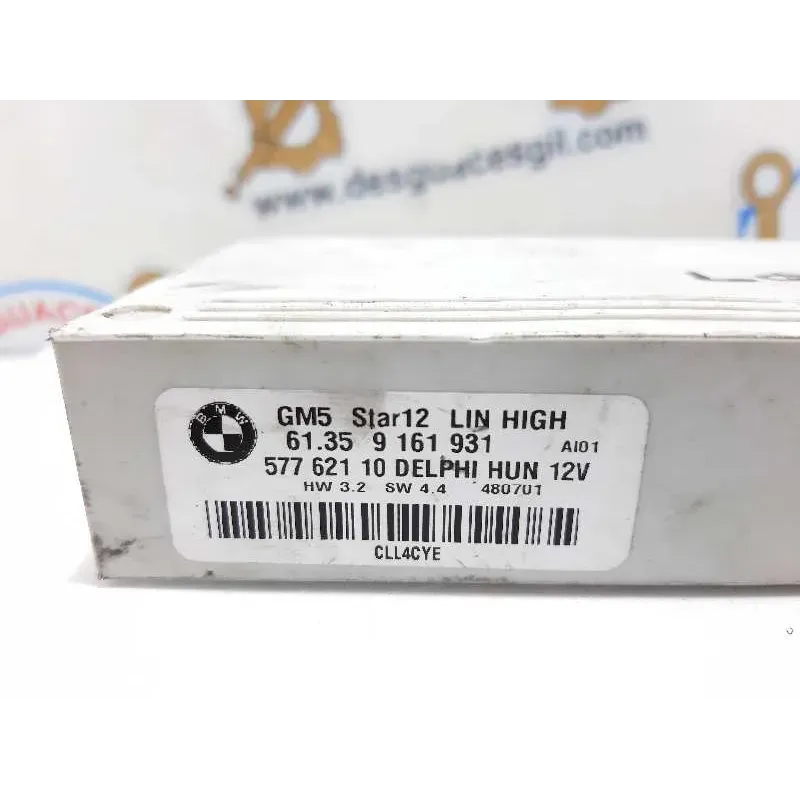 www.desguacesgil.com
BMW
GM5 Star12 LIN HIGH
61.35 9 161 931 AI01
577 621 10 DELPHI HUN 12V
HW 3.2 SW 4.4 480701
CLL4CYE